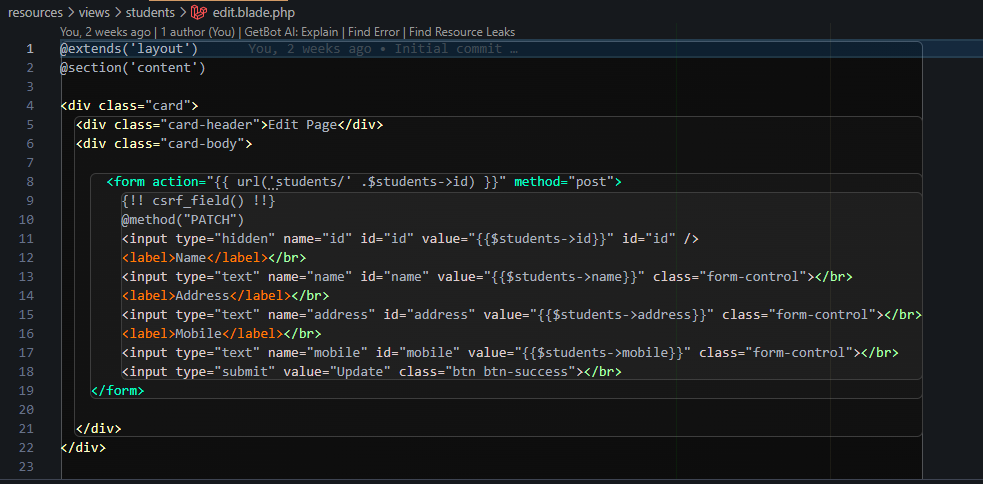 resources > views > students > edit.blade.php
You, 2 weeks ago | 1 author (You) | GetBot AI: Explain | Find Error | Find Resource Leaks
1 @extends('layout') You, 2 weeks ago • Initial commit …
2 @section('content')
3
4 <div class="card">
5 <div class="card-header">Edit Page</div>
6 <div class="card-body">
7
8 <form action="{{ url('students/' .$students->id) }}" method="post">
9 {!! csrf_field() !!}
10 @method("PATCH")
11 <input type="hidden" name="id" id="id" value="{{$students->id}}" id="id" />
12 <label>Name</label></br>
13 <input type="text" name="name" id="name" value="{{$students->name}}" class="form-control"></br>
14 <label>Address</label></br>
15 <input type="text" name="address" id="address" value="{{$students->address}}" class="form-control"></br>
16 <label>Mobile</label></br>
17 <input type="text" name="mobile" id="mobile" value="{{$students->mobile}}" class="form-control"></br>
18 <input type="submit" value="Update" class="btn btn-success"></br>
19 </form>
20
21 </div>
22 </div>
23